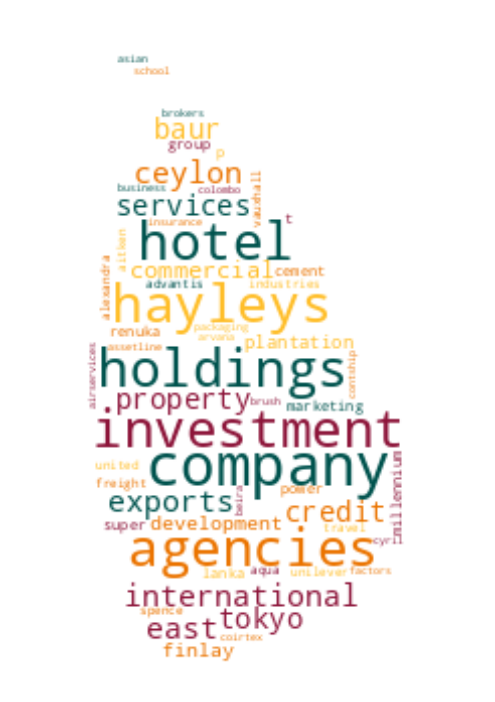 asian
school
brokers
baur
group
p
ceylon
business
colombo
vauxhall
services
t
insurance
hotel
aitken
commercial
cement
alexandra
advantis
industries
hayleys
packaging
renuka
arvana
plantation
assetline
airservices
holdings
contship
property
brush
marketing
investment
company
united
millennium
freight
power
beira
exports
credit
super
development
travel
cyril
agencies
lanka
aqua
unilever
factors
international
spence
tokyo
east
coirtex
finlay